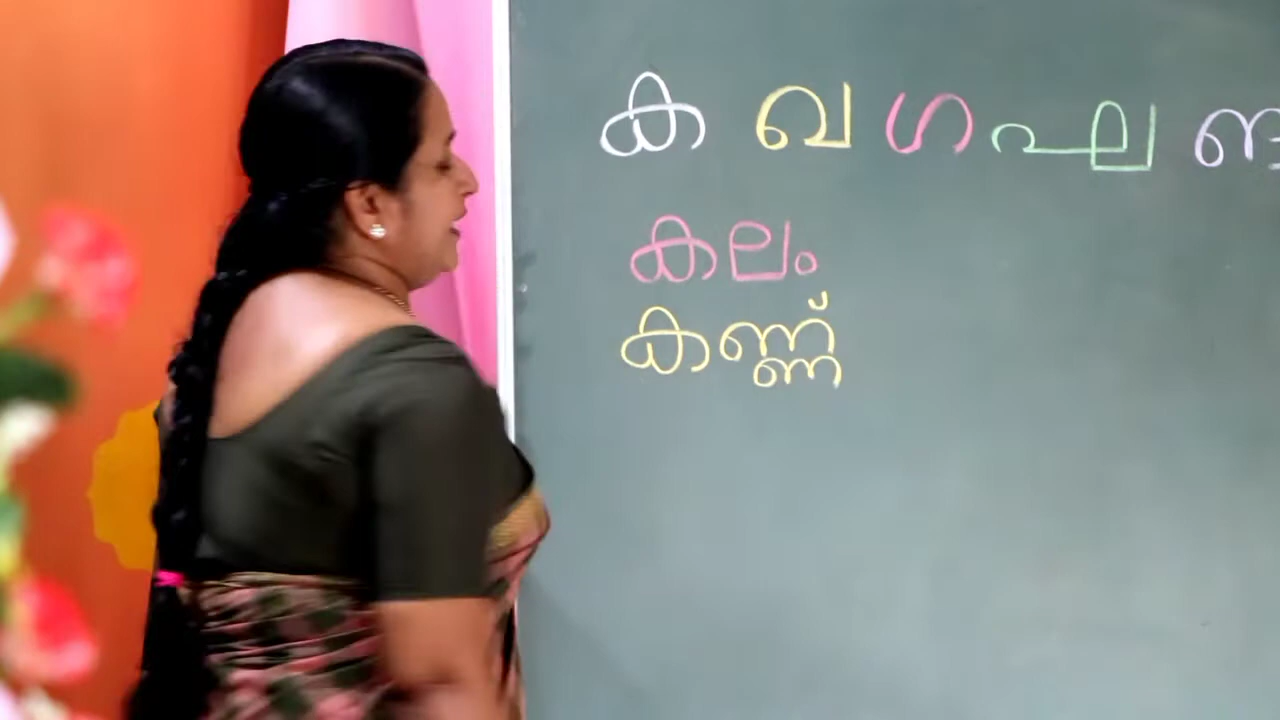 ക ഖ ഗ ഘ ങ
കലം
കണ്ണ്